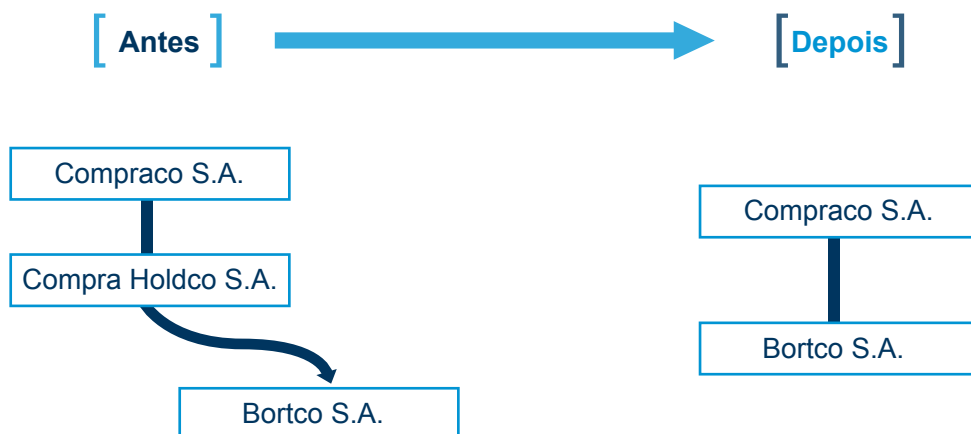 [ Antes ]
[ Depois ]
Compraco S.A.
Compra Holdco S.A.
Bortco S.A.
Compraco S.A.
Bortco S.A.